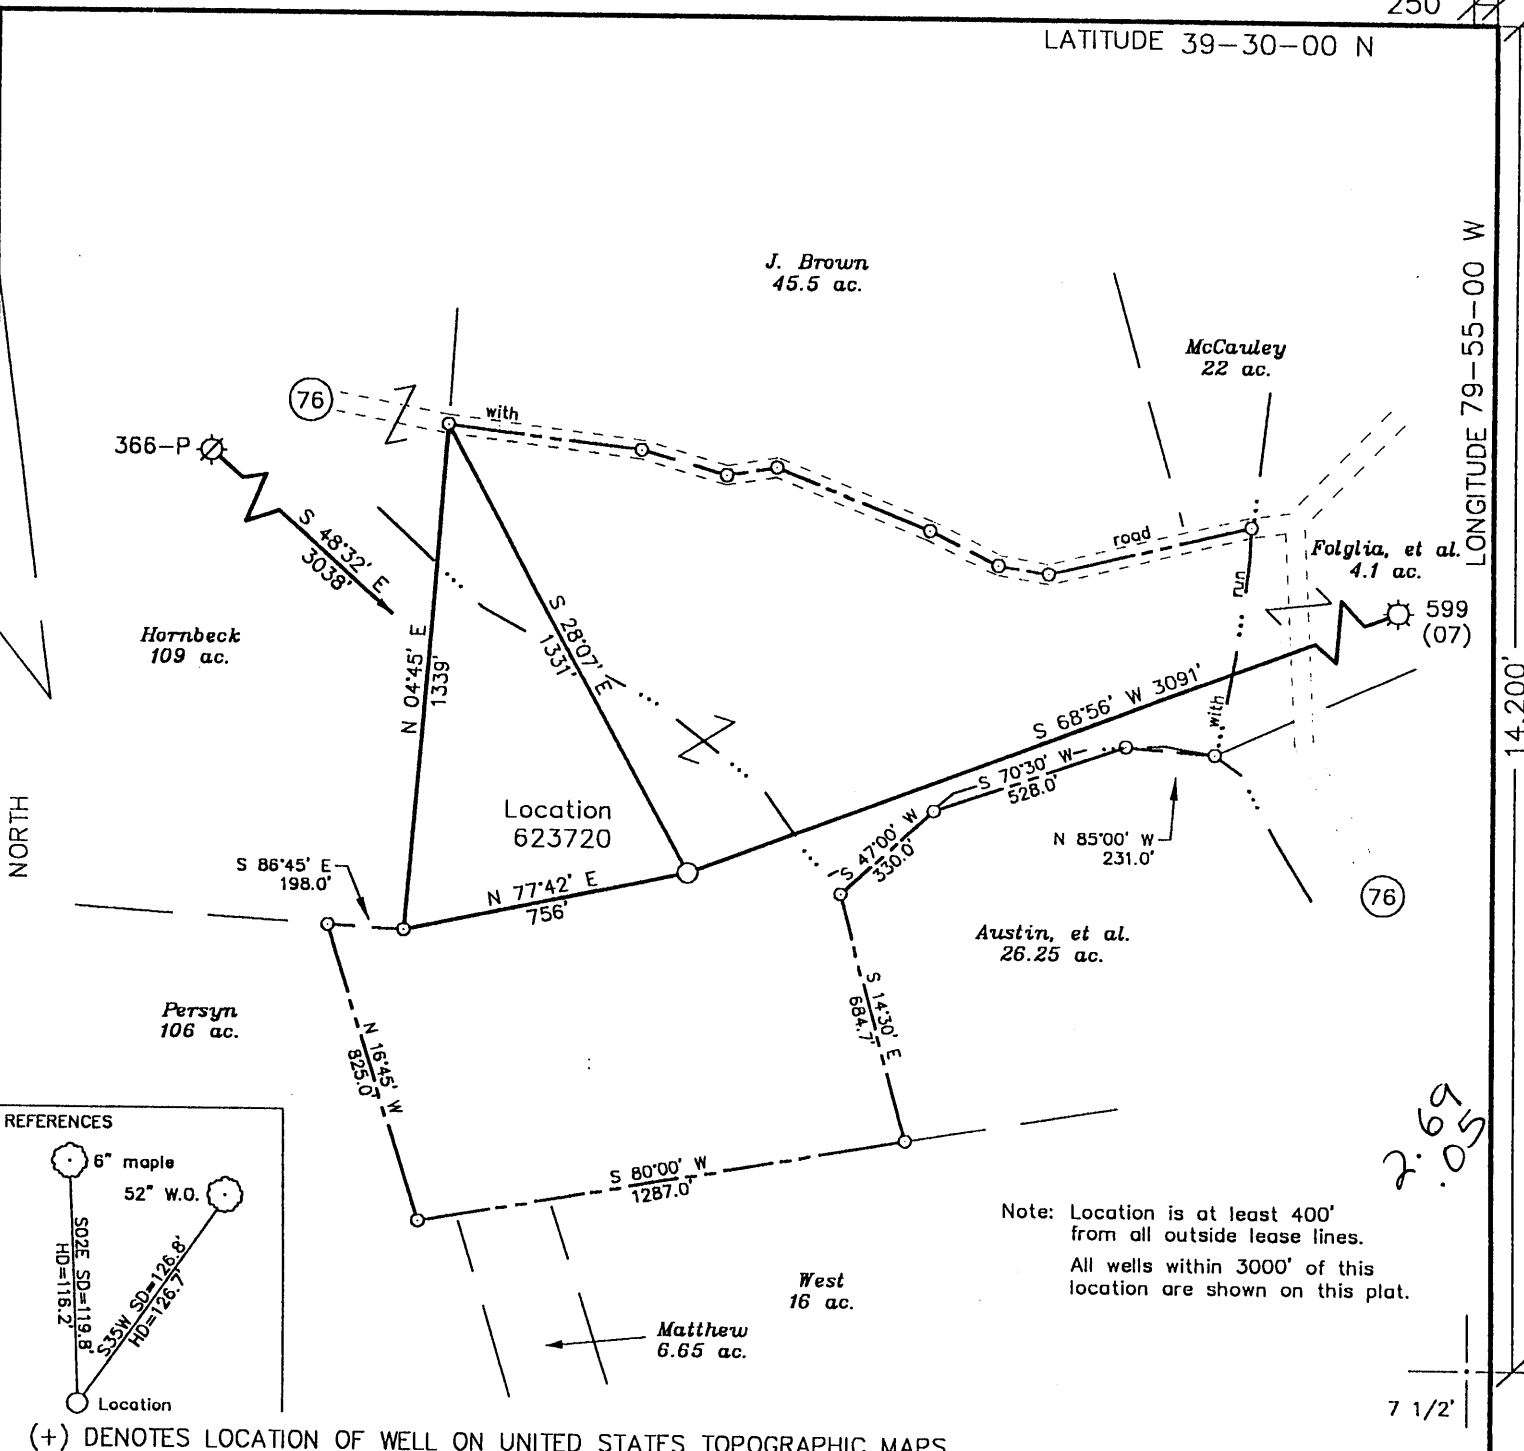 250
LATITUDE 39-30-00 N
LONGITUDE 79-55-00 W
J. Brown
45.5 ac.
McCauley
22 ac.
76
with
366-P
S 48°32' E
3038'
road
Folglia, et al.
4.1 ac.
run
599
(07)
Hornbeck
109 ac.
N 04°45' E
1339'
S 28°07' E
1331'
S 68°56' W 3091'
with
14,200'
S 70°30' W
528.0'
Location
623720
NORTH
S 47°00' W
330.0'
N 85°00' W
231.0'
S 86°45' E
198.0'
N 77°42' E
756'
76
Austin, et al.
26.25 ac.
S 14°30' E
684.7'
Persyn
106 ac.
N 16°45' W
825.0'
2.69
.05
REFERENCES
6" maple
52" W.O.
S02E SD=119.8'
HD=116.2'
S35W SD=126.8'
HD=126.7'
Location
S 80°00' W
1287.0'
Note: Location is at least 400'
from all outside lease lines.
All wells within 3000' of this
location are shown on this plat.
West
16 ac.
Matthew
6.65 ac.
7 1/2'
(+) DENOTES LOCATION OF WELL ON UNITED STATES TOPOGRAPHIC MAPS